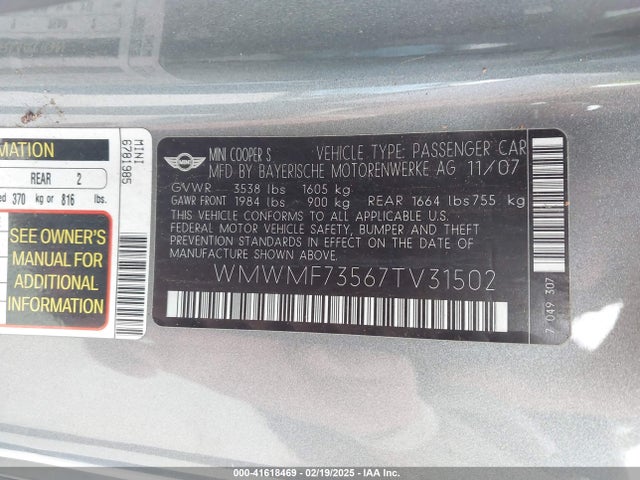 MATION
REAR 2
ed 370 kg or 816 lbs.
SEE OWNER'S
MANUAL FOR
ADDITIONAL
INFORMATION
MINI
6781985
MINI
MINI COOPER S VEHICLE TYPE: PASSENGER CAR
MFD BY BAYERISCHE MOTORENWERKE AG 11/07
GVWR 3538 lbs 1605 kg
GAWR FRONT 1984 lbs 900 kg REAR 1664 lbs 755 kg
THIS VEHICLE CONFORMS TO ALL APPLICABLE U.S.
FEDERAL MOTOR VEHICLE SAFETY, BUMPER AND THEFT
PREVENTION STANDARDS IN EFFECT ON THE DATE OF
MANUFACTURE SHOWN ABOVE.
WMWMF73567TV31502
7 049 307
© - 41618469 - 02/19/2025 - IAA Inc.